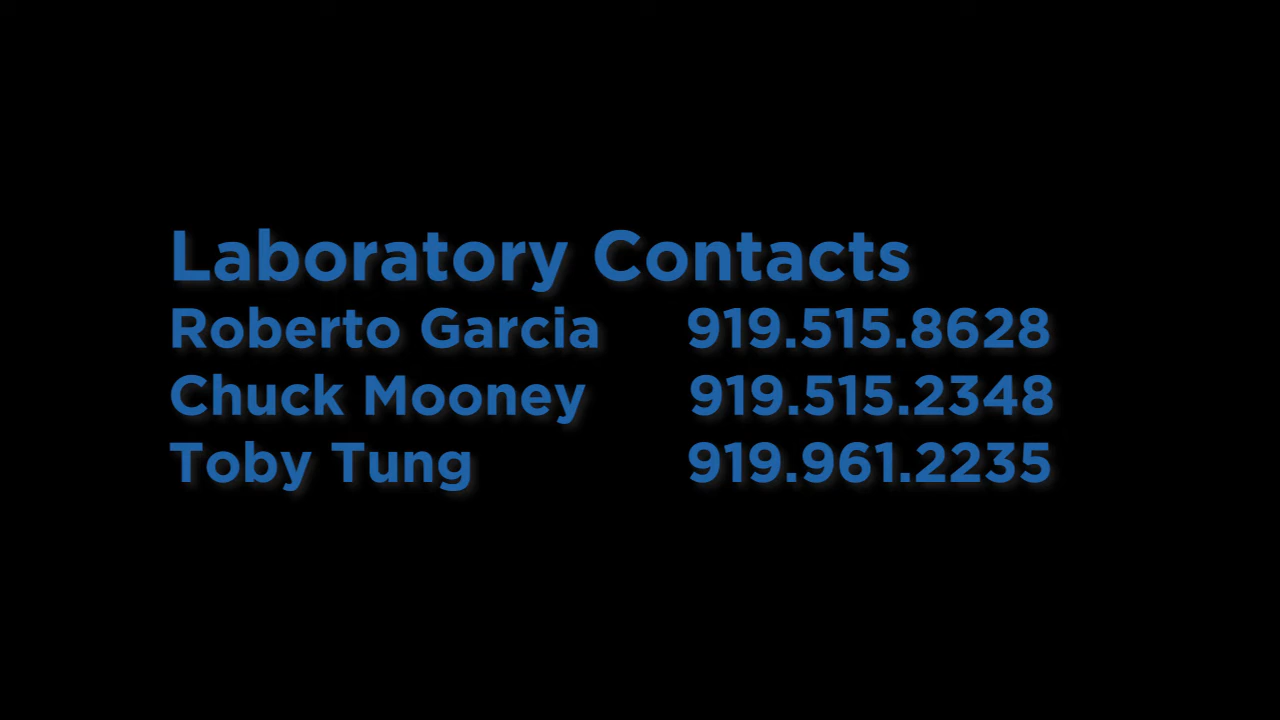 Laboratory Contacts
Roberto Garcia 919.515.8628
Chuck Mooney 919.515.2348
Toby Tung 919.961.2235